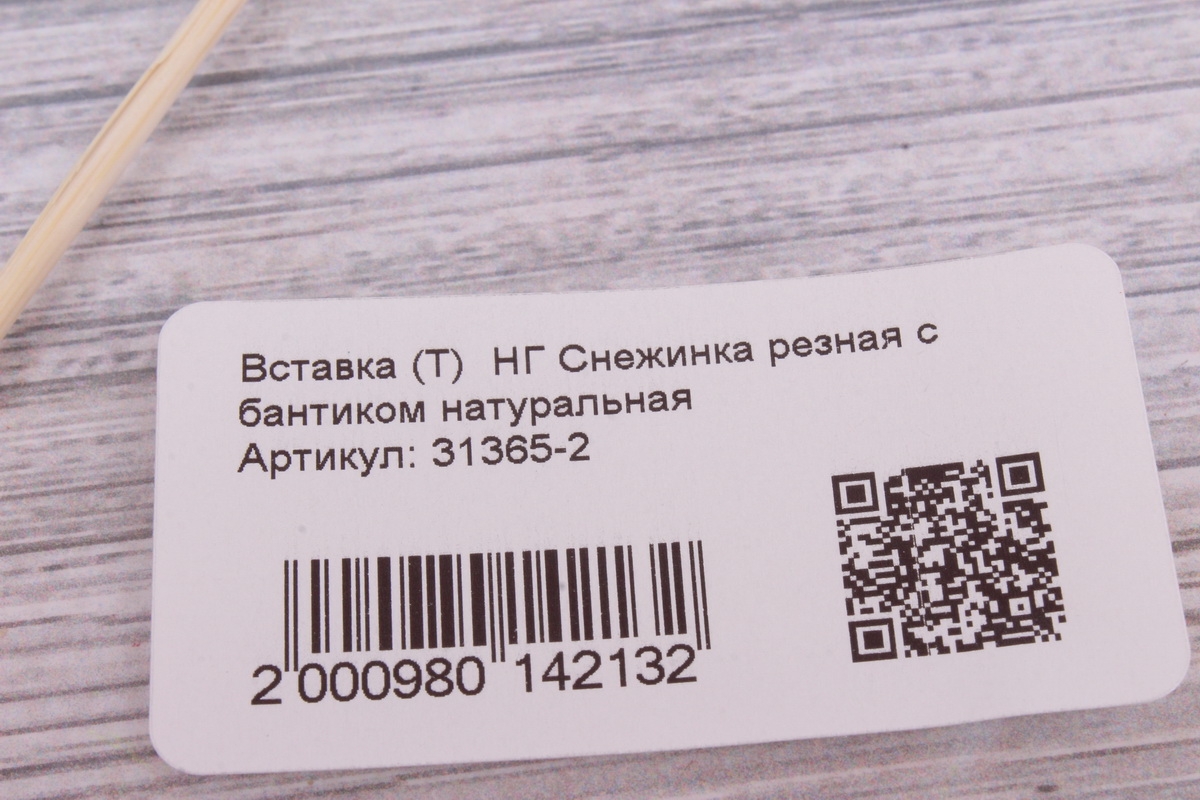 Вставка (Т)  НГ Снежинка резная с
бантиком натуральная
Артикул: 31365-2
2 000980 142132